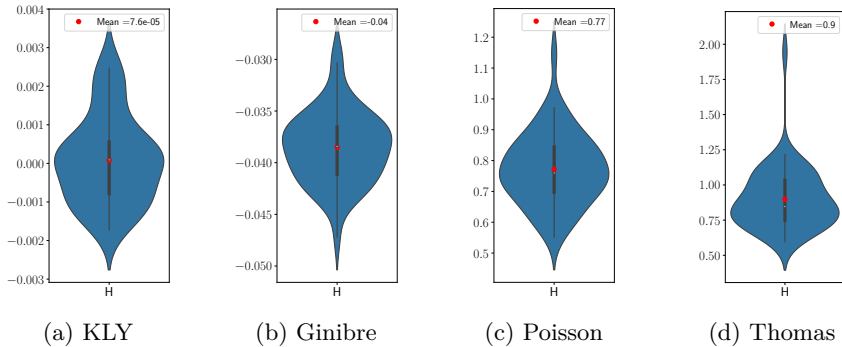 0.004
0.003
0.002
0.001
0.000
−0.001
−0.002
−0.003
Mean =7.6e-05
H
(a) KLY
−0.030
−0.035
−0.040
−0.045
−0.050
Mean =-0.04
H
(b) Ginibre
1.2
1.1
1.0
0.9
0.8
0.7
0.6
0.5
Mean =0.77
H
(c) Poisson
2.00
1.75
1.50
1.25
1.00
0.75
0.50
Mean =0.9
H
(d) Thomas